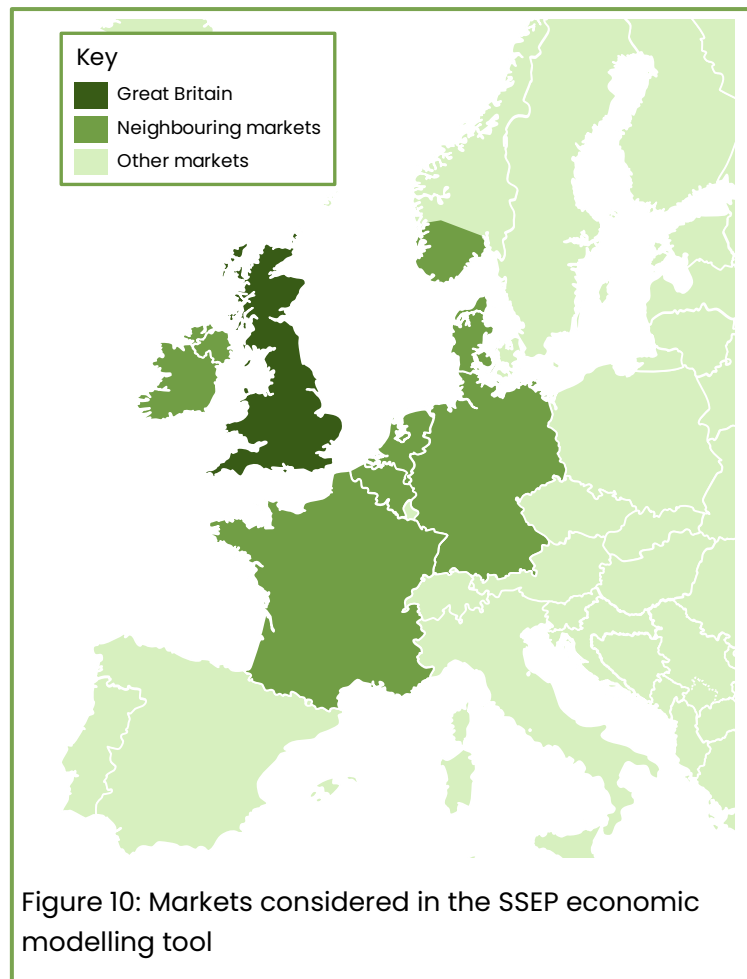 Key
Great Britain
Neighbouring markets
Other markets
Figure 10: Markets considered in the SSEP economic
modelling tool